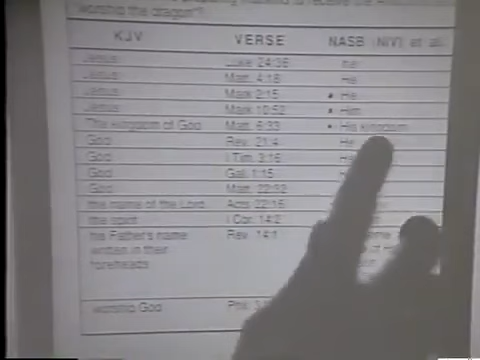 "worship the dragon"?
KJV VERSE NASB (NIV) et al.
Jesus Luke 24:36 he
Jesus Matt. 4:18 He
Jesus Mark 2:15 • He
Jesus Mark 10:52 • Him
The kingdom of God Matt. 6:33 • His kingdom
God Rev. 21:4 He
God I Tim. 3:16 He
God Gal. 1:15
God Matt. 22:32
the name of the Lord Acts 22:16
the spirit I Cor. 14:2
his Father's name Rev. 14:1
written in their
foreheads
worship God Phil.